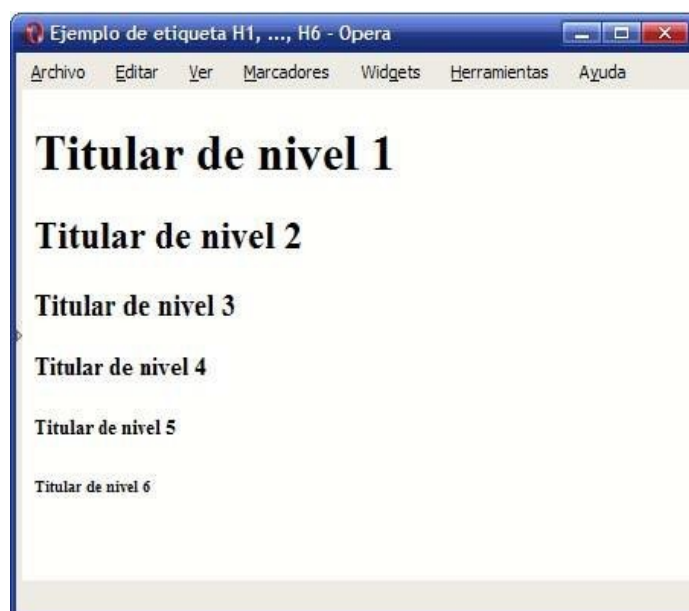 Ejemplo de etiqueta H1, ..., H6 - Opera
Archivo Editar Ver Marcadores Widgets Herramientas Ayuda
Titular de nivel 1
Titular de nivel 2
Titular de nivel 3
Titular de nivel 4
Titular de nivel 5
Titular de nivel 6